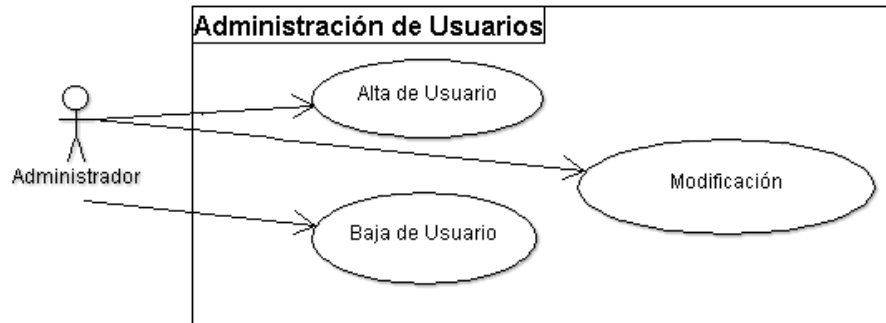 Administración de Usuarios
Alta de Usuario
Administrador
Modificación
Baja de Usuario